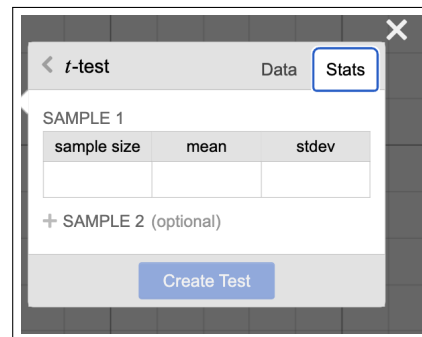 t-test Data Stats
SAMPLE 1
sample size mean stdev
+ SAMPLE 2 (optional)
Create Test